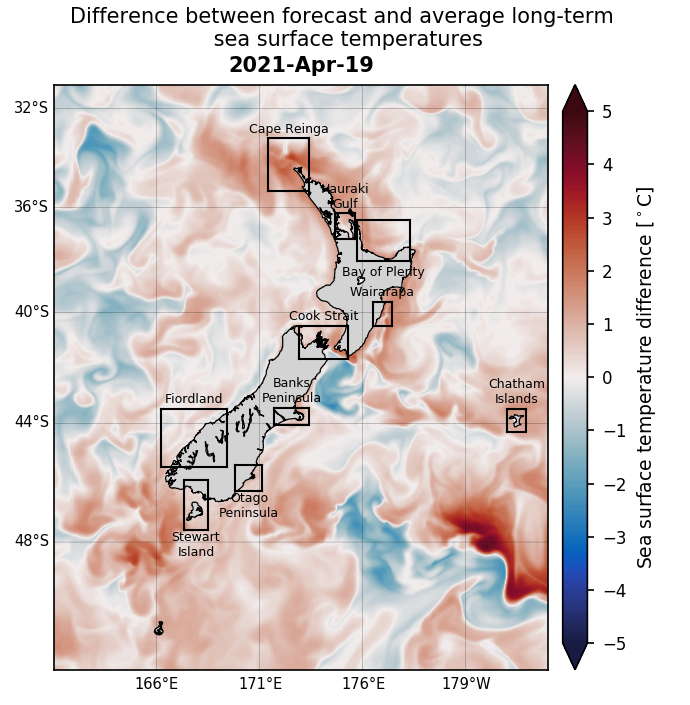 Difference between forecast and average long-term
sea surface temperatures
2021-Apr-19
32°S
36°S
40°S
44°S
48°S
Cape Reinga
Hauraki
Gulf
Bay of Plenty
Wairarapa
Cook Strait
Banks
Peninsula
Chatham
Islands
Fiordland
Otago
Peninsula
Stewart
Island
166°E
171°E
176°E
179°W
5
4
3
2
1
0
−1
−2
−3
−4
−5
Sea surface temperature difference [°C]